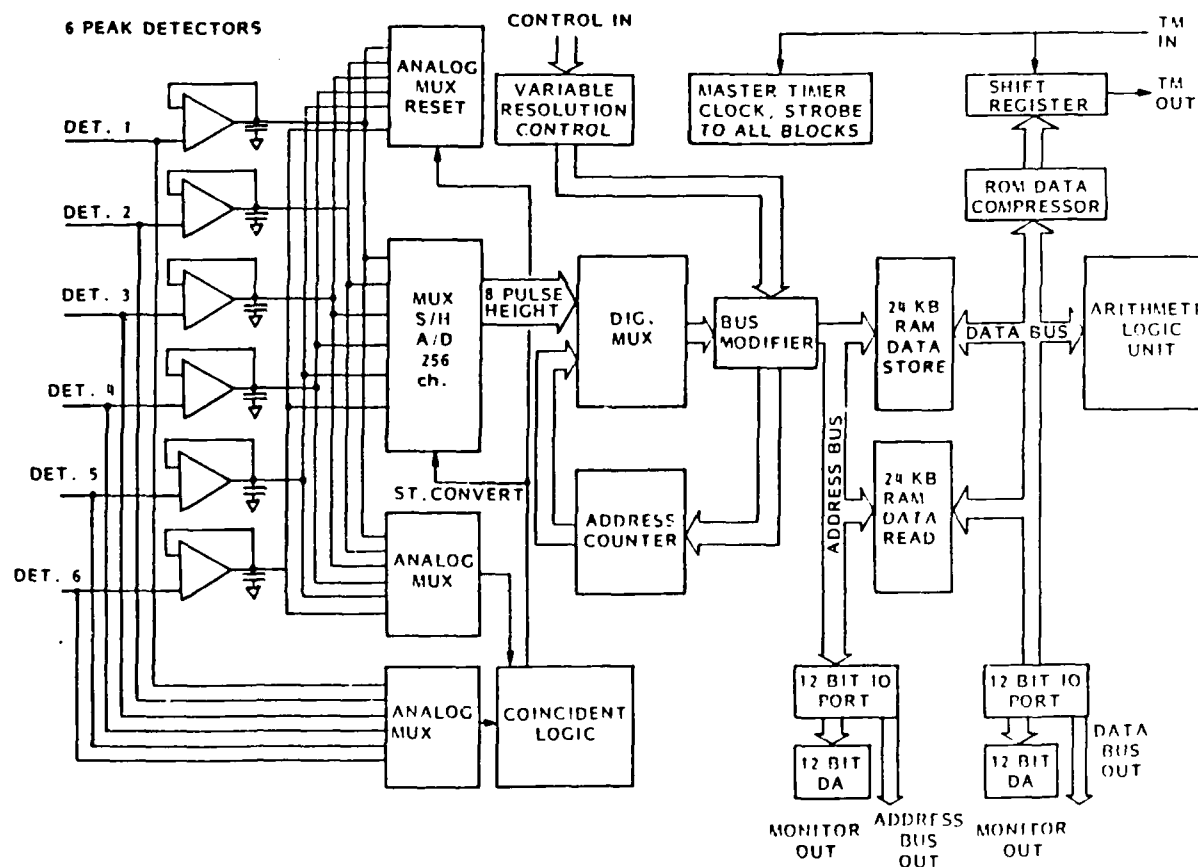 6 PEAK DETECTORS
DET. 1
DET. 2
DET. 3
DET. 4
DET. 5
DET. 6
ANALOG
MUX
RESET
MUX
S/H
A/D
256
ch.
ST. CONVERT
ANALOG
MUX
ANALOG
MUX
COINCIDENT
LOGIC
CONTROL IN
VARIABLE
RESOLUTION
CONTROL
8 PULSE
HEIGHT
DIG.
MUX
ADDRESS
COUNTER
BUS
MODIFIER
MASTER TIMER
CLOCK, STROBE
TO ALL BLOCKS
TM
IN
SHIFT
REGISTER
TM
OUT
ROM DATA
COMPRESSOR
24 KB
RAM
DATA
STORE
DATA BUS
ARITHMETI
LOGIC
UNIT
ADDRESS BUS
24 KB
RAM
DATA
READ
12 BIT IO
PORT
12 BIT
DA
MONITOR
OUT
ADDRESS
BUS
OUT
12 BIT IO
PORT
12 BIT
DA
MONITOR
OUT
DATA
BUS
OUT